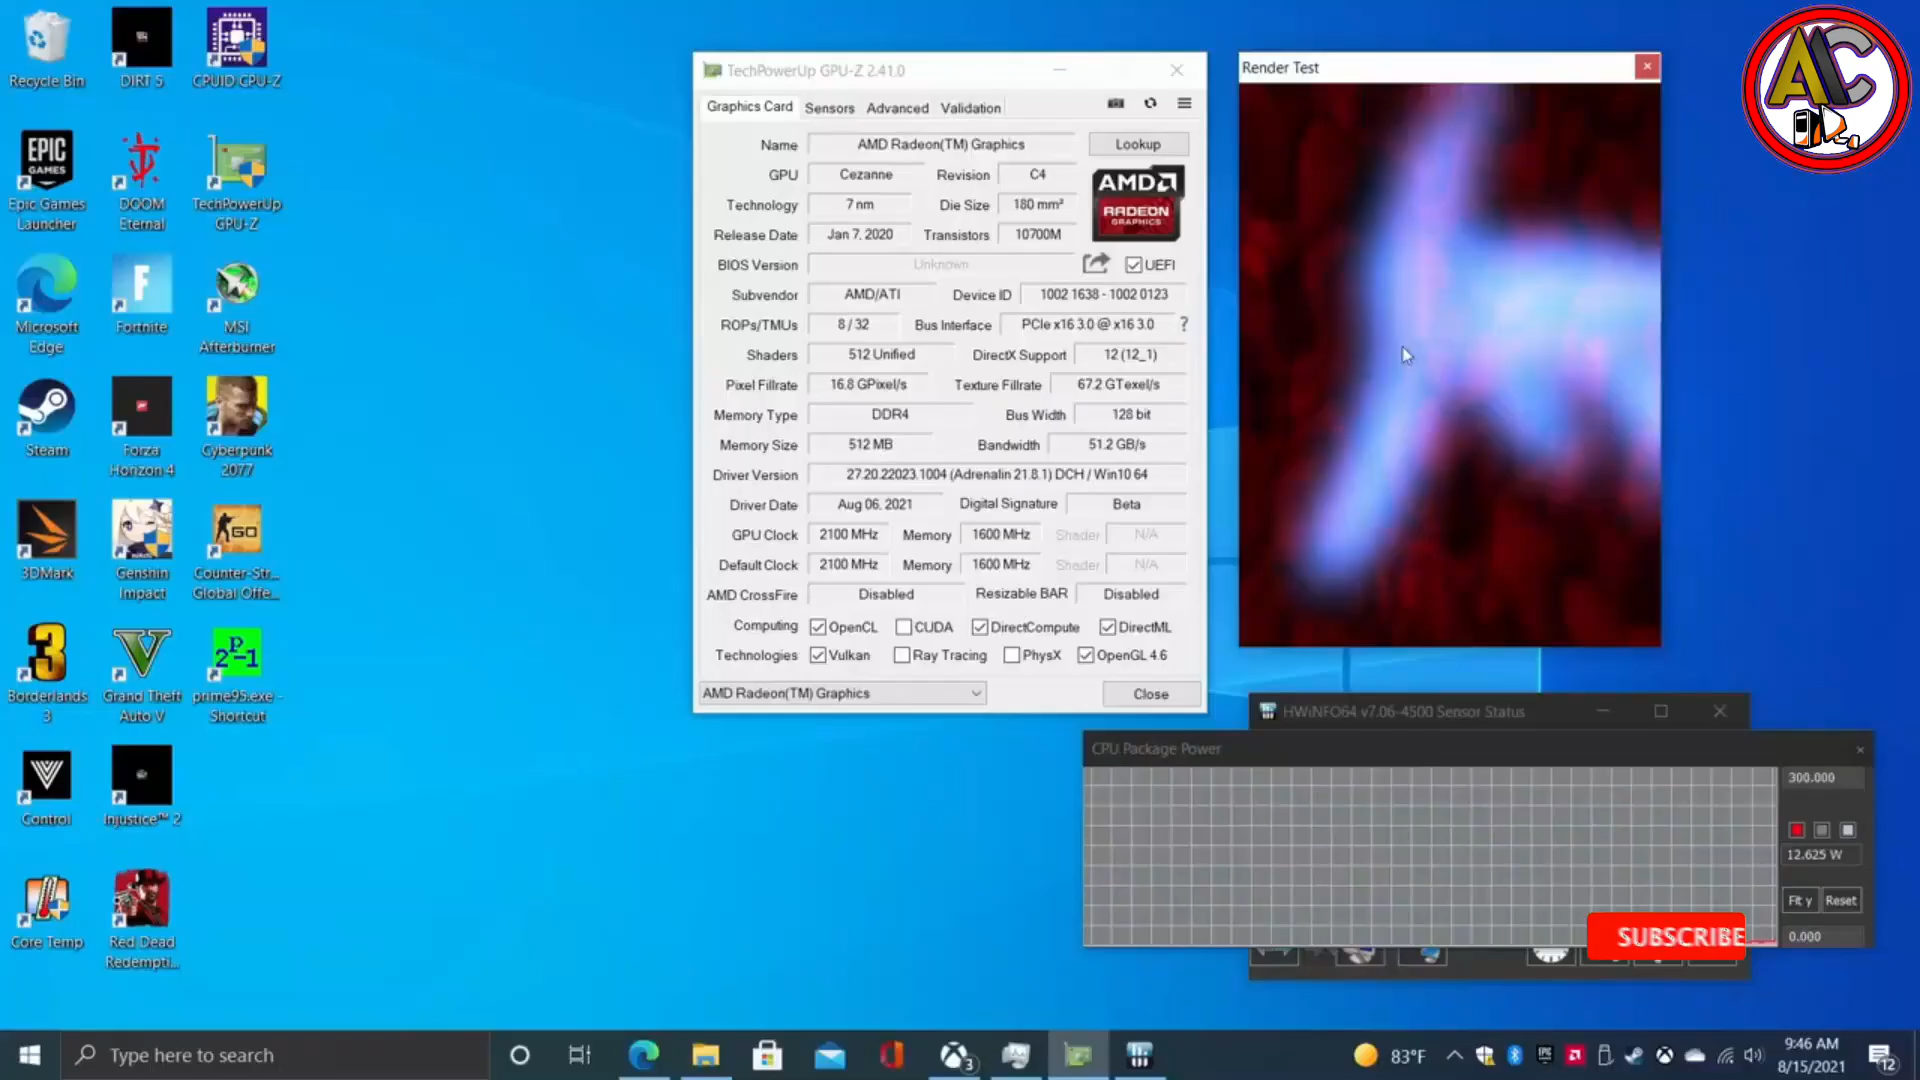 Recycle Bin
DIRT 5
CPUID CPU-Z
EPIC
GAMES
Epic Games
Launcher
DOOM
Eternal
TechPowerUp
GPU-Z
Microsoft
Edge
F
Fortnite
MSI
Afterburner
Steam
Forza
Horizon 4
Cyberpunk
2077
3DMark
Genshin
Impact
GO
Counter-Str...
Global Offe...
3
Borderlands
3
V
Grand Theft
Auto V
2P-1
prime95.exe -
Shortcut
Control
Injustice™ 2
Core Temp
Red Dead
Redempti...
TechPowerUp GPU-Z 2.41.0
Graphics Card Sensors Advanced Validation
Name AMD Radeon(TM) Graphics Lookup
GPU Cezanne Revision C4
AMD
RADEON
GRAPHICS
Technology 7 nm Die Size 180 mm²
Release Date Jan 7, 2020 Transistors 10700M
BIOS Version Unknown UEFI
Subvendor AMD/ATI Device ID 1002 1638 - 1002 0123
ROPs/TMUs 8 / 32 Bus Interface PCIe x16 3.0 @ x16 3.0 ?
Shaders 512 Unified DirectX Support 12 (12_1)
Pixel Fillrate 16.8 GPixel/s Texture Fillrate 67.2 GTexel/s
Memory Type DDR4 Bus Width 128 bit
Memory Size 512 MB Bandwidth 51.2 GB/s
Driver Version 27.20.22023.1004 (Adrenalin 21.8.1) DCH / Win10 64
Driver Date Aug 06, 2021 Digital Signature Beta
GPU Clock 2100 MHz Memory 1600 MHz Shader N/A
Default Clock 2100 MHz Memory 1600 MHz Shader N/A
AMD CrossFire Disabled Resizable BAR Disabled
Computing OpenCL CUDA DirectCompute DirectML
Technologies Vulkan Ray Tracing PhysX OpenGL 4.6
AMD Radeon(TM) Graphics Close
Render Test
AC
HWiNFO64 v7.06-4500 Sensor Status
CPU Package Power
300.000
12.625 W
Fit y Reset
0.000
SUBSCRIBE
Type here to search
3
83°F
9:46 AM
8/15/2021
12